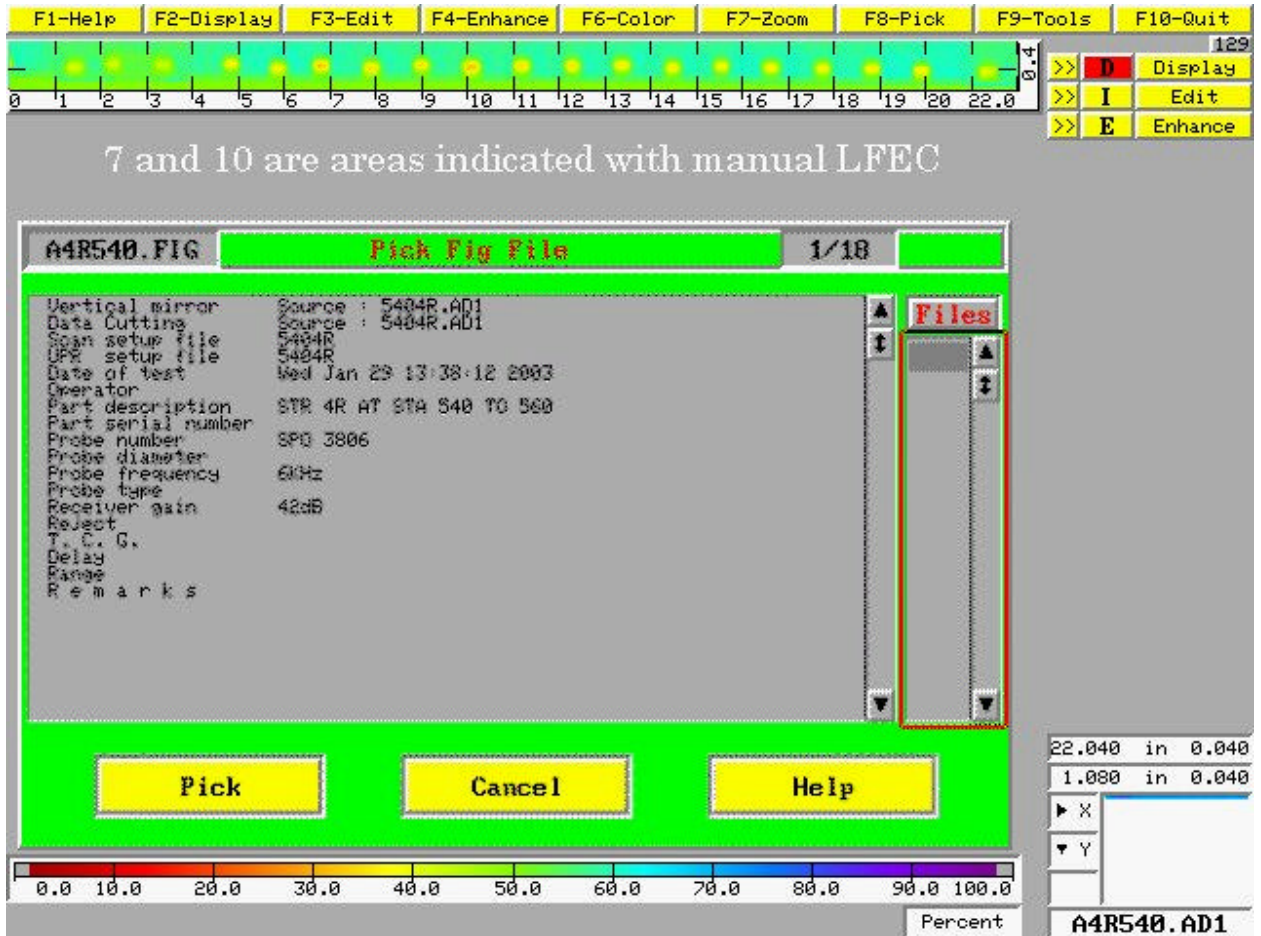 F1-Help F2-Display F3-Edit F4-Enhance F6-Color F7-Zoom F8-Pick F9-Tools F10-Quit
129
>> D Display
0.4
0 1 2 3 4 5 6 7 8 9 10 11 12 13 14 15 16 17 18 19 20 22.0
>> I Edit
>> E Enhance
7 and 10 are areas indicated with manual LFEC
A4R540.FIG Pick Fig File 1/18
Vertical mirror Source : 5404R.AD1
Data Cutting Source : 5404R.AD1
Scan setup file 5404R
UPR setup file 5404R
Date of test Wed Jan 29 13:38:12 2003
Operator
Part description STR 4R AT STA 540 TO 560
Part serial number
Probe number SPO 3806
Probe diameter
Probe frequency 6KHz
Probe type
Receiver gain 42dB
Reject
T. C. G.
Delay
Range
R e m a r k s
Files
Pick Cancel Help
22.040 in 0.040
1.080 in 0.040
X
Y
0.0 10.0 20.0 30.0 40.0 50.0 60.0 70.0 80.0 90.0 100.0
Percent
A4R540.AD1